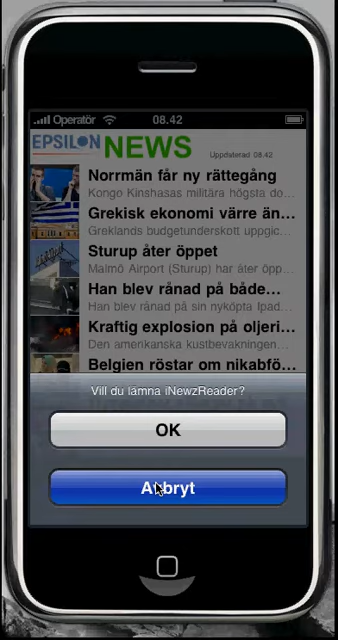 Operatör 08.42
EPSILON NEWS Uppdaterad 08.42
Norrmän får ny rättegång
Kongo Kinshasas militära högsta do...
Grekisk ekonomi värre än...
Greklands budgetunderskott uppgic...
Sturup åter öppet
Malmö Airport (Sturup) har åter öpp...
Han blev rånad på både...
Han blev rånad på sin nyköpta Ipad...
Kraftig explosion på oljeri...
Den amerikanska kustbevakningen...
Belgien röstar om nikabfö...
Vill du lämna iNewzReader?
OK
Avbryt